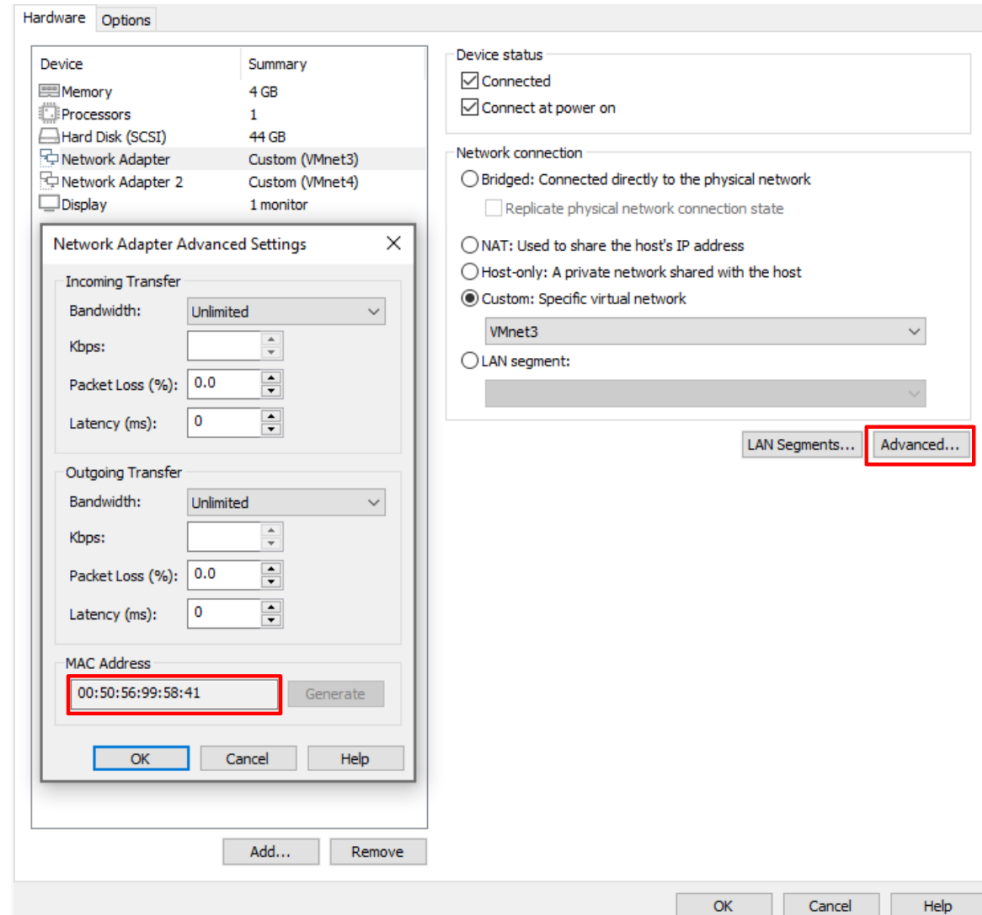 Hardware Options
Device Summary
Memory 4 GB
Processors 1
Hard Disk (SCSI) 44 GB
Network Adapter Custom (VMnet3)
Network Adapter 2 Custom (VMnet4)
Display 1 monitor
Network Adapter Advanced Settings
Incoming Transfer
Bandwidth: Unlimited
Kbps:
Packet Loss (%): 0.0
Latency (ms): 0
Outgoing Transfer
Bandwidth: Unlimited
Kbps:
Packet Loss (%): 0.0
Latency (ms): 0
MAC Address
00:50:56:99:58:41 Generate
OK Cancel Help
Add... Remove
Device status
Connected
Connect at power on
Network connection
Bridged: Connected directly to the physical network
Replicate physical network connection state
NAT: Used to share the host's IP address
Host-only: A private network shared with the host
Custom: Specific virtual network
VMnet3
LAN segment:
LAN Segments... Advanced...
OK Cancel Help